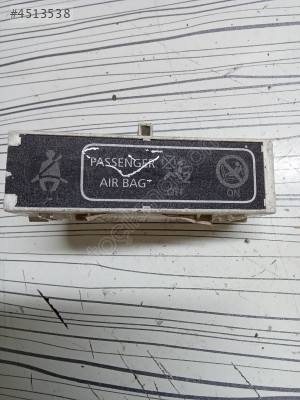 #4513538
PASSENGER
AIR BAG
OFF
ON